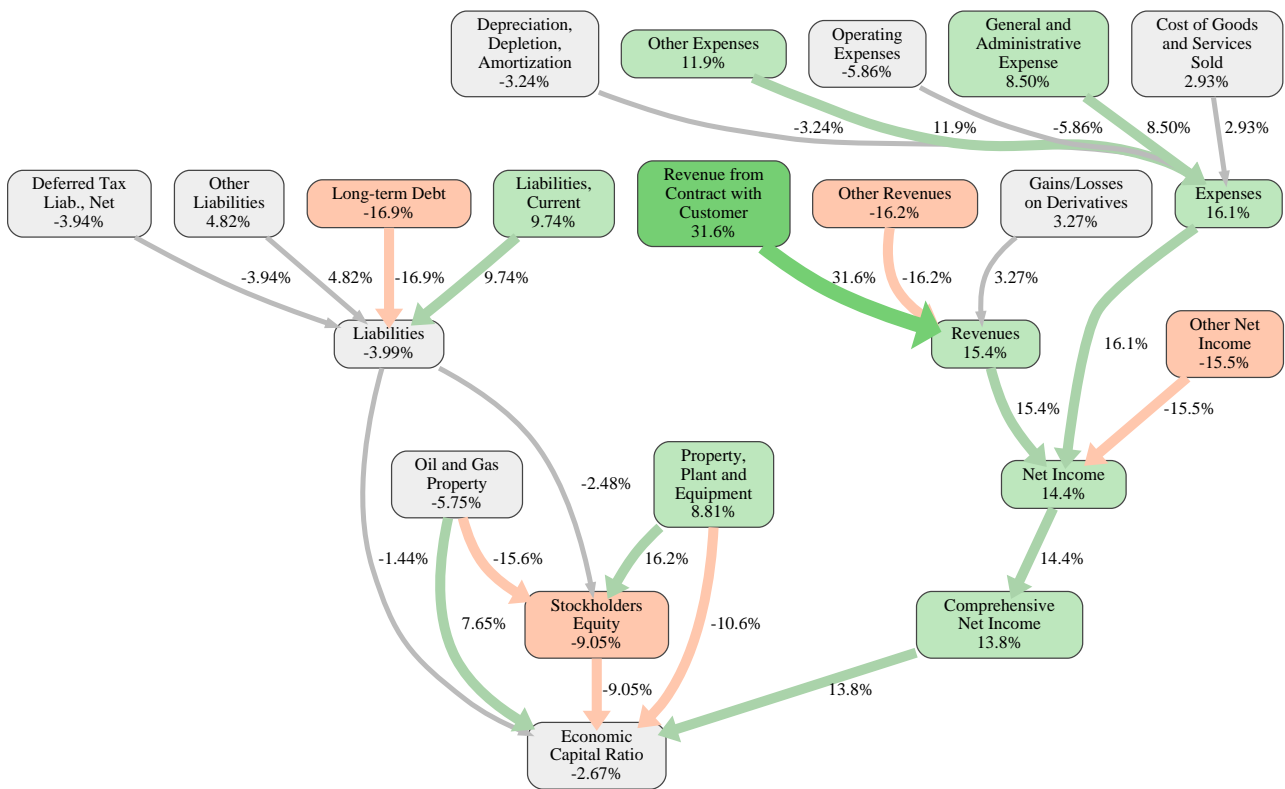 Depreciation,
Depletion,
Amortization
-3.24%
Other Expenses
11.9%
Operating
Expenses
-5.86%
General and
Administrative
Expense
8.50%
Cost of Goods
and Services
Sold
2.93%
-3.24%
11.9%
-5.86%
8.50%
2.93%
Deferred Tax
Liab., Net
-3.94%
Other
Liabilities
4.82%
Long-term Debt
-16.9%
Liabilities,
Current
9.74%
Revenue from
Contract with
Customer
31.6%
Other Revenues
-16.2%
Gains/Losses
on Derivatives
3.27%
Expenses
16.1%
-3.94%
4.82%
-16.9%
9.74%
31.6%
-16.2%
3.27%
Liabilities
-3.99%
Revenues
15.4%
16.1%
Other Net
Income
-15.5%
15.4%
-15.5%
Oil and Gas
Property
-5.75%
-2.48%
Property,
Plant and
Equipment
8.81%
Net Income
14.4%
-1.44%
-15.6%
16.2%
14.4%
7.65%
Stockholders
Equity
-9.05%
-10.6%
Comprehensive
Net Income
13.8%
-9.05%
13.8%
Economic
Capital Ratio
-2.67%